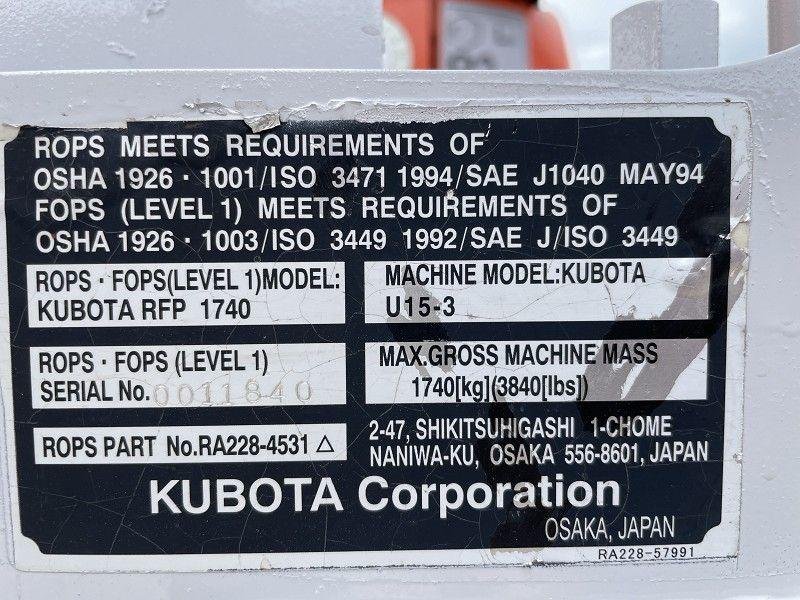 ROPS MEETS REQUIREMENTS OF
OSHA 1926・1001/ISO 3471 1994/SAE J1040 MAY94
FOPS (LEVEL 1) MEETS REQUIREMENTS OF
OSHA 1926・1003/ISO 3449 1992/SAE J/ISO 3449
ROPS・FOPS(LEVEL 1)MODEL:
KUBOTA RFP 1740
MACHINE MODEL:KUBOTA
U15-3
ROPS・FOPS (LEVEL 1)
SERIAL No. 0011840
MAX.GROSS MACHINE MASS
1740[kg](3840[lbs])
ROPS PART No.RA228-4531 △
2-47, SHIKITSUHIGASHI 1-CHOME
NANIWA-KU, OSAKA 556-8601, JAPAN
KUBOTA Corporation
OSAKA, JAPAN
RA228-57991